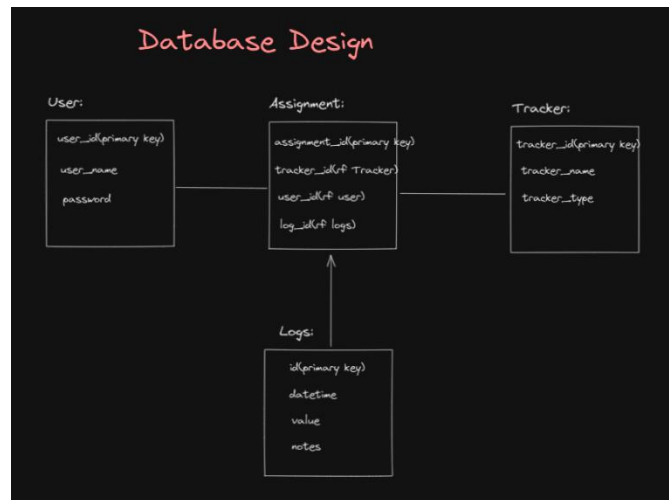 Database Design
User:
user_id(primary key)
user_name
password
Assignment:
assignment_id(primary key)
tracker_id(rf Tracker)
user_id(rf user)
log_id(rf logs)
Tracker:
tracker_id(primary key)
tracker_name
tracker_type
Logs:
id(primary key)
datetime
value
notes